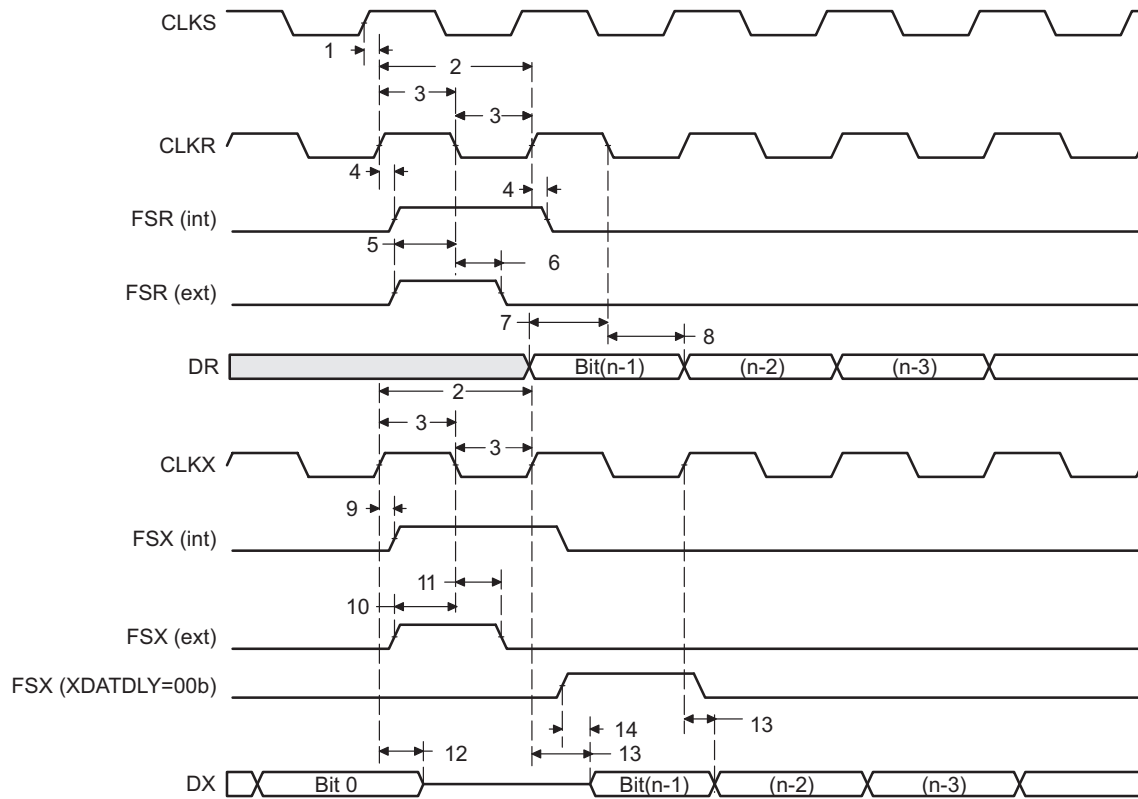 CLKS
1
2
3
3
CLKR
4
4
FSR (int)
5
6
FSR (ext)
7
8
DR
Bit(n-1)
(n-2)
(n-3)
2
3
3
CLKX
9
FSX (int)
11
10
FSX (ext)
FSX (XDATDLY=00b)
14
13
12
13
DX
Bit 0
Bit(n-1)
(n-2)
(n-3)